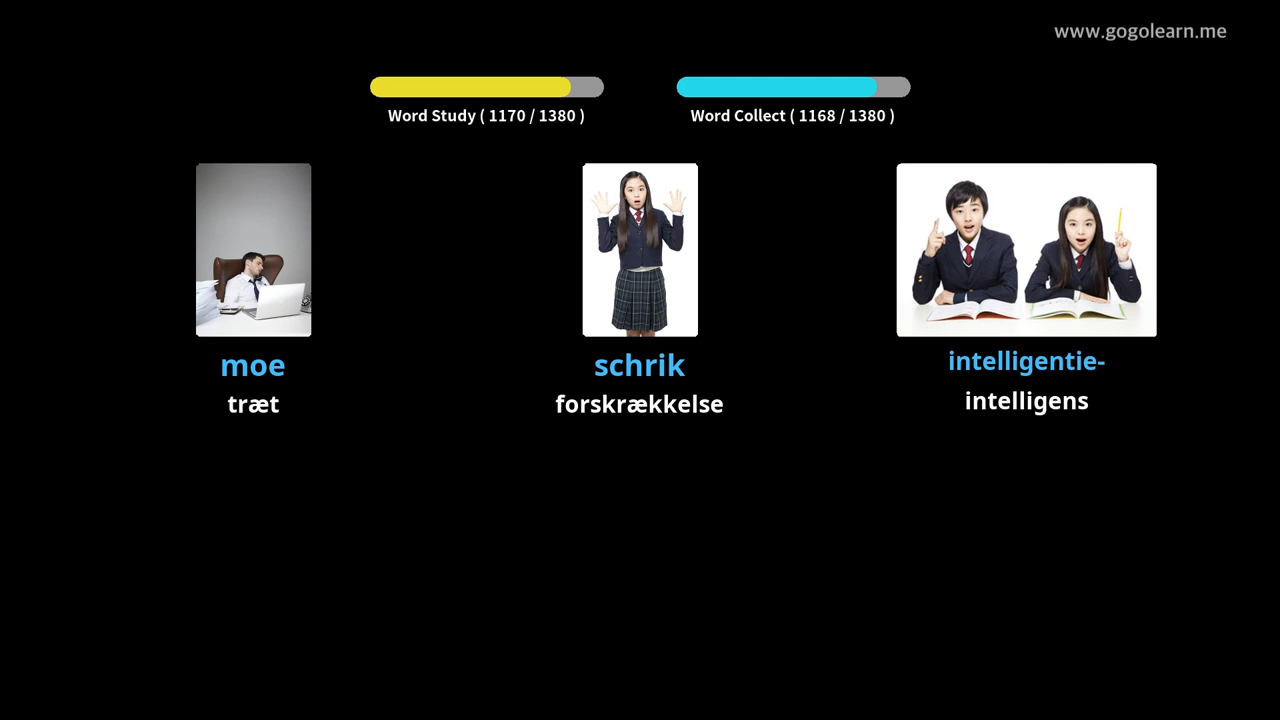 www.gogolearn.me
Word Study ( 1170 / 1380 )
Word Collect ( 1168 / 1380 )
moe
træt
schrik
forskrækkelse
intelligentie-
intelligens